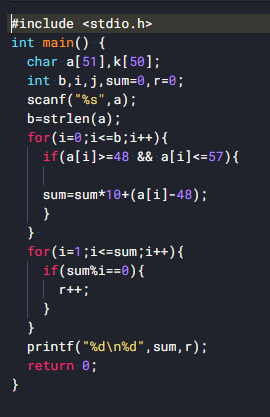 #include <stdio.h>
int main() {
  char a[51],k[50];
  int b,i,j,sum=0,r=0;
  scanf("%s",a);
  b=strlen(a);
  for(i=0;i<=b;i++){
    if(a[i]>=48 && a[i]<=57){

    sum=sum*10+(a[i]-48);
    }
  }
  for(i=1;i<=sum;i++){
    if(sum%i==0){
      r++;
    }
  }
  printf("%d\n%d",sum,r);
  return 0;
}